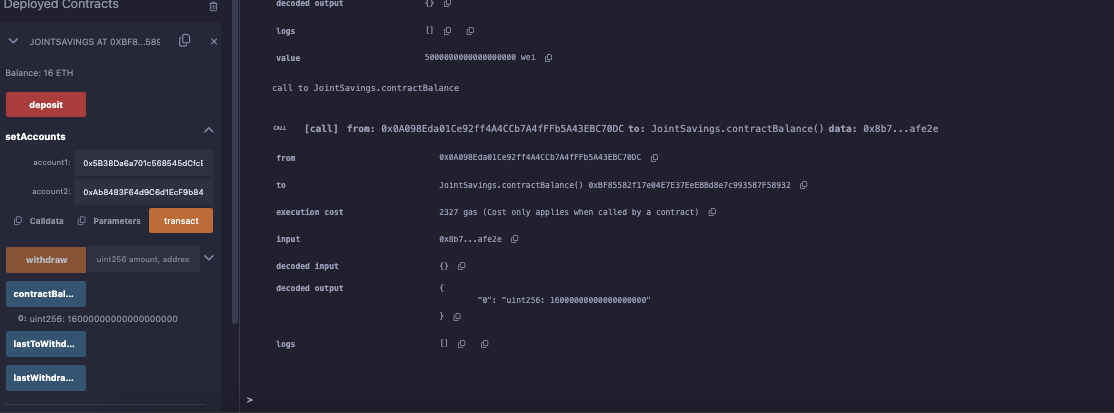 Deployed Contracts
JOINTSAVINGS AT 0XBF8...589
Balance: 16 ETH
deposit
setAccounts
account1: 0x5B38Da6a701c568545dCfcE
account2: 0xAb8483F64d9C6d1EcF9b84
Calldata Parameters transact
withdraw uint256 amount, address
contractBal...
0: uint256: 16000000000000000000
lastToWithd...
lastWithdra...
decoded output {}
logs []
value 5000000000000000000 wei
call to JointSavings.contractBalance
CALL [call] from: 0x0A098Eda01Ce92ff4A4CCb7A4fFFb5A43EBC70DC to: JointSavings.contractBalance() data: 0x8b7...afe2e
from 0x0A098Eda01Ce92ff4A4CCb7A4fFFb5A43EBC70DC
to JointSavings.contractBalance() 0xBF85582f17e04E7E37EeEBBd8e7c993587F58932
execution cost 2327 gas (Cost only applies when called by a contract)
input 0x8b7...afe2e
decoded input {}
decoded output {
"0": "uint256: 16000000000000000000"
}
logs []
>